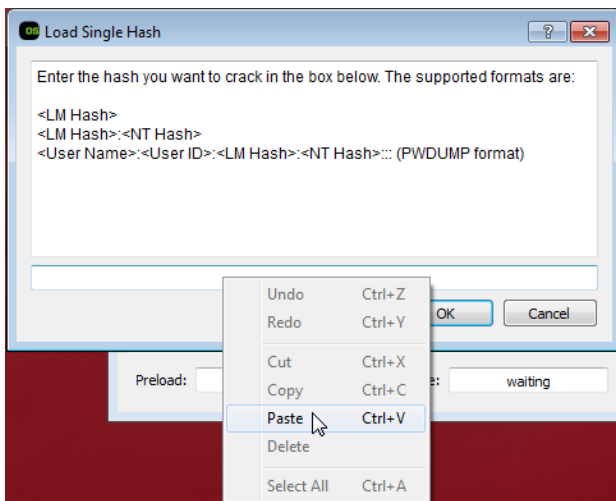 OS Load Single Hash
Enter the hash you want to crack in the box below. The supported formats are:
<LM Hash>
<LM Hash>:<NT Hash>
<User Name>:<User ID>:<LM Hash>:<NT Hash>::: (PWDUMP format)
Undo Ctrl+Z
Redo Ctrl+Y
OK Cancel
Cut Ctrl+X
Preload: waiting
Copy Ctrl+C
Paste Ctrl+V
Delete
Select All Ctrl+A